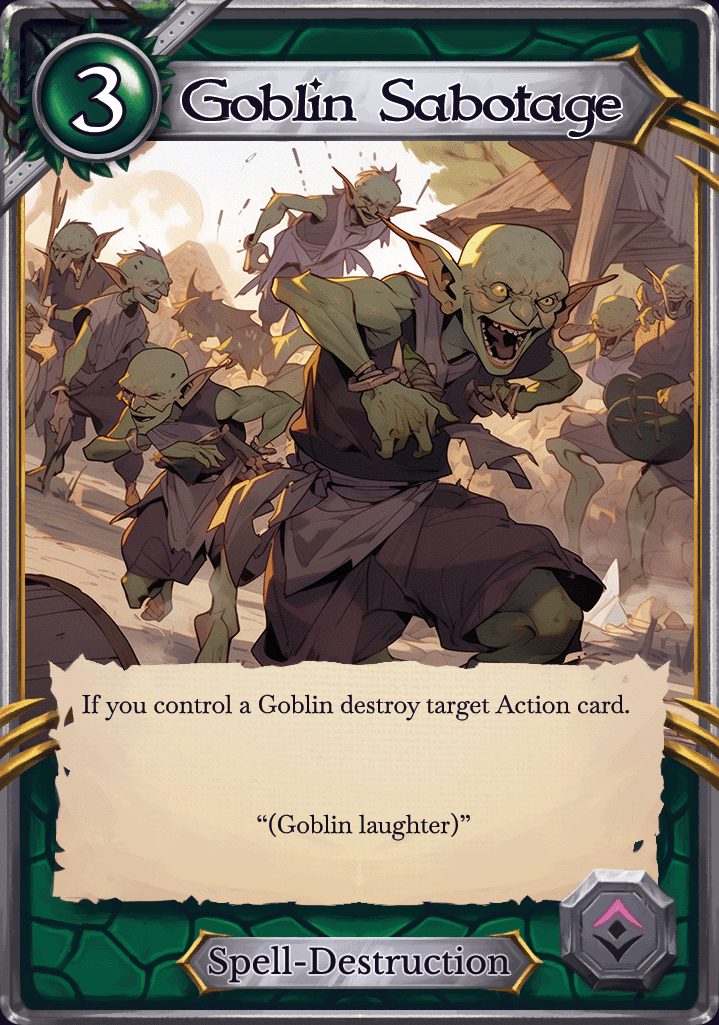 3
Goblin Sabotage
If you control a Goblin destroy target Action card.
“(Goblin laughter)”
Spell-Destruction